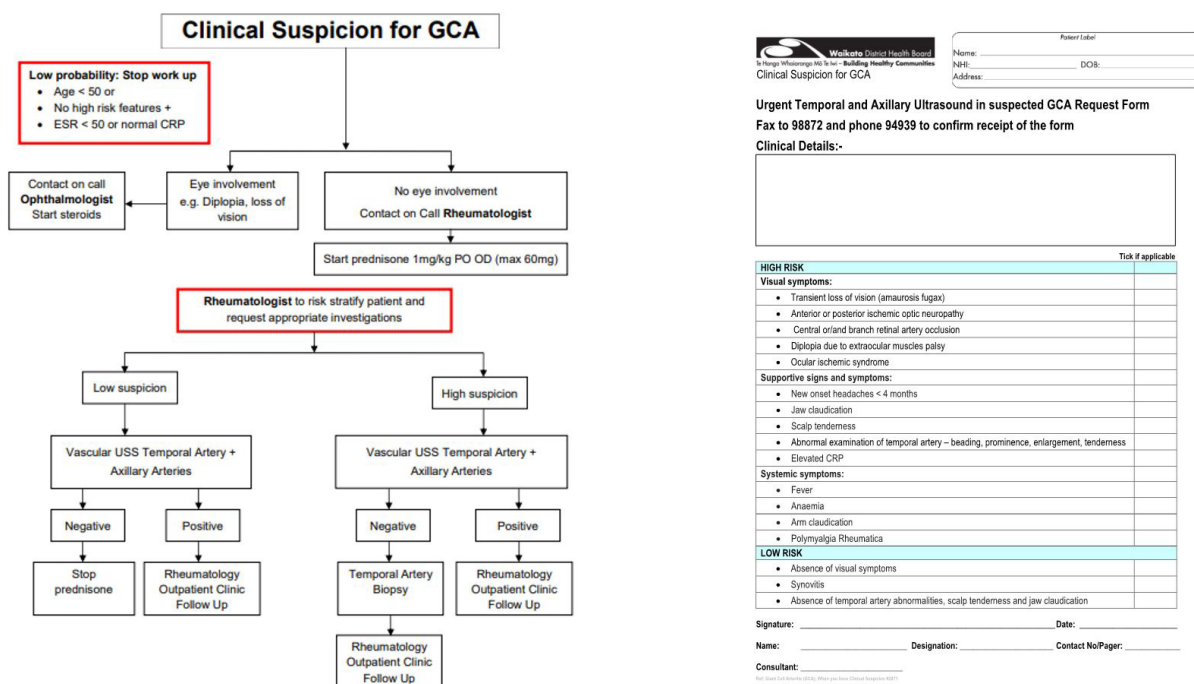 Clinical Suspicion for GCA
Low probability: Stop work up
• Age < 50 or
• No high risk features +
• ESR < 50 or normal CRP
Contact on call
Ophthalmologist
Start steroids
Eye involvement
e.g. Diplopia, loss of
vision
No eye involvement
Contact on Call Rheumatologist
Start prednisone 1mg/kg PO OD (max 60mg)
Rheumatologist to risk stratify patient and
request appropriate investigations
Low suspicion
High suspicion
Vascular USS Temporal Artery +
Axillary Arteries
Vascular USS Temporal Artery +
Axillary Arteries
Negative
Positive
Negative
Positive
Stop
prednisone
Rheumatology
Outpatient Clinic
Follow Up
Temporal Artery
Biopsy
Rheumatology
Outpatient Clinic
Follow Up
Rheumatology
Outpatient Clinic
Follow Up
Waikato District Health Board
Te Hanga Whaioranga Mō Te Iwi – Building Healthy Communities
Clinical Suspicion for GCA
Patient Label
Name:
NHI: DOB:
Address:
Urgent Temporal and Axillary Ultrasound in suspected GCA Request Form
Fax to 98872 and phone 94939 to confirm receipt of the form
Clinical Details:-
Tick if applicable
HIGH RISK
Visual symptoms:
• Transient loss of vision (amaurosis fugax)
• Anterior or posterior ischemic optic neuropathy
• Central or/and branch retinal artery occlusion
• Diplopia due to extraocular muscles palsy
• Ocular ischemic syndrome
Supportive signs and symptoms:
• New onset headaches < 4 months
• Jaw claudication
• Scalp tenderness
• Abnormal examination of temporal artery – beading, prominence, enlargement, tenderness
• Elevated CRP
Systemic symptoms:
• Fever
• Anaemia
• Arm claudication
• Polymyalgia Rheumatica
LOW RISK
• Absence of visual symptoms
• Synovitis
• Absence of temporal artery abnormalities, scalp tenderness and jaw claudication
Signature: Date:
Name: Designation: Contact No/Pager:
Consultant: